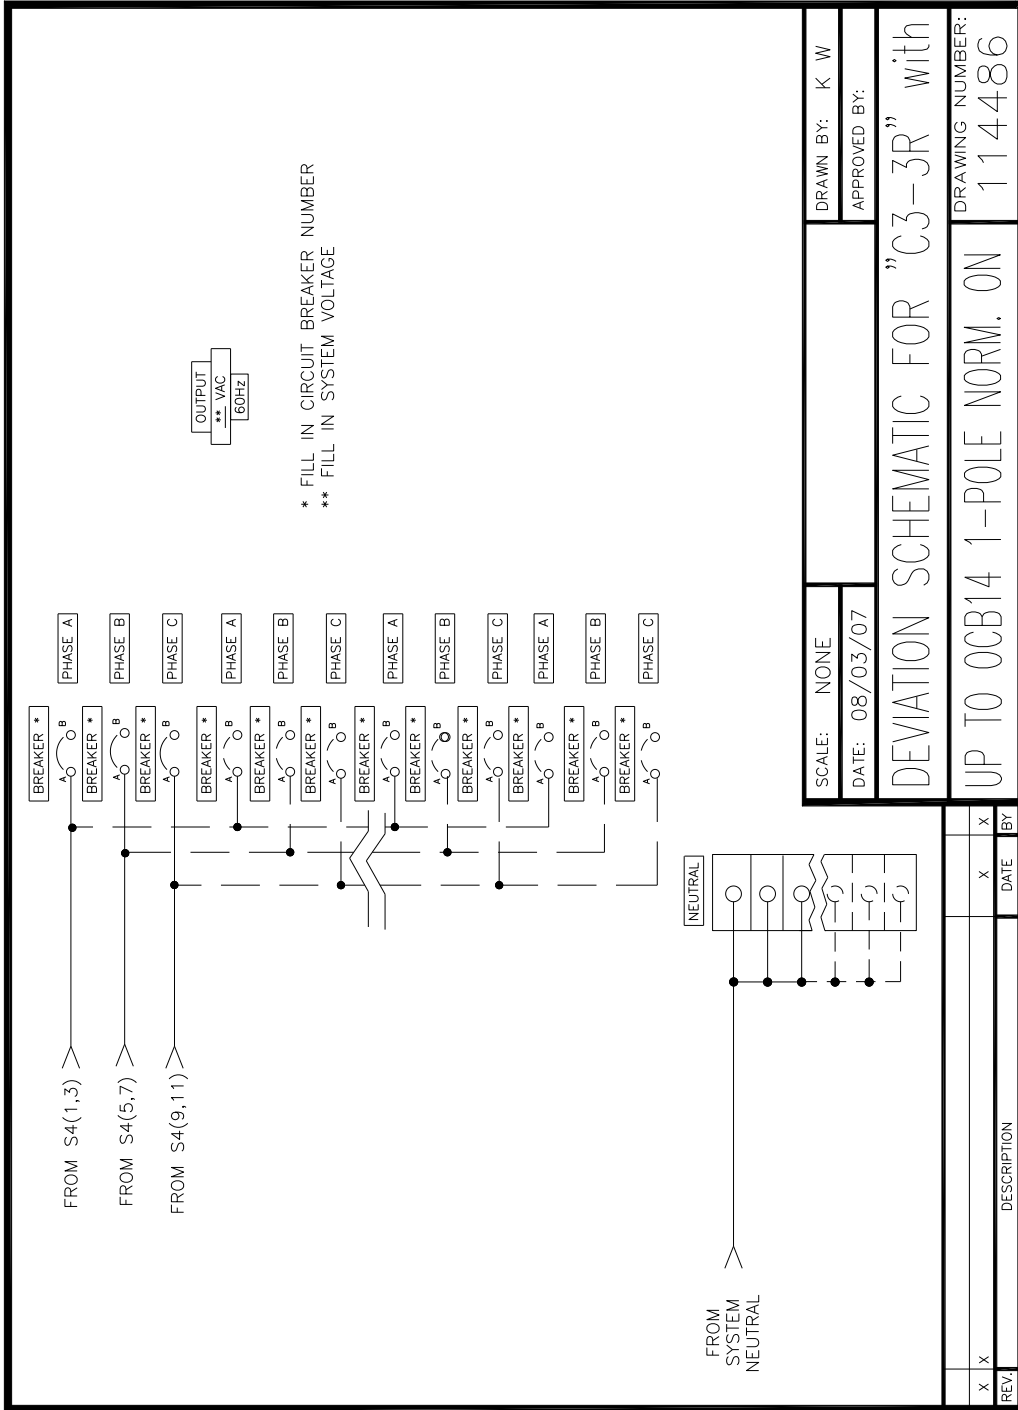 FROM S4(1,3)
FROM S4(5,7)
FROM S4(9,11)
BREAKER *
A B
PHASE A
BREAKER *
A B
PHASE B
BREAKER *
A B
PHASE C
BREAKER *
A B
PHASE A
BREAKER *
A B
PHASE B
BREAKER *
A B
PHASE C
BREAKER *
A B
PHASE A
BREAKER *
A B
PHASE B
BREAKER *
A B
PHASE C
BREAKER *
A B
PHASE A
BREAKER *
A B
PHASE B
BREAKER *
A B
PHASE C
OUTPUT
** VAC
60Hz
* FILL IN CIRCUIT BREAKER NUMBER
** FILL IN SYSTEM VOLTAGE
FROM
SYSTEM
NEUTRAL
NEUTRAL
SCALE: NONE
DRAWN BY: K W
DATE: 08/03/07
APPROVED BY:
DEVIATION SCHEMATIC FOR "C3-3R" with
UP TO OCB14 1-POLE NORM. ON
DRAWING NUMBER:
114486
X X X X
REV. DESCRIPTION DATE BY